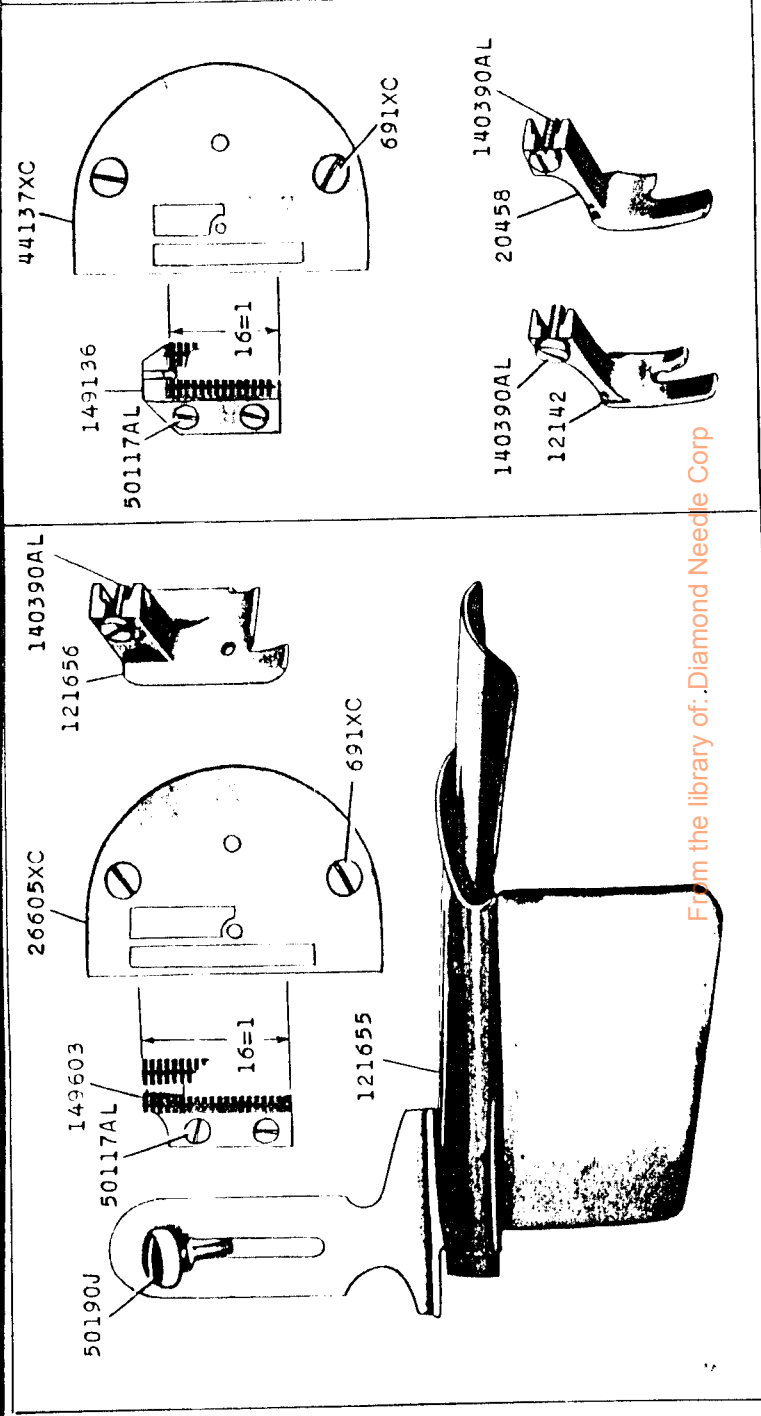 44137XC
691XC
149136
16=1
50117AL
140390AL
20458
140390AL
12142
140390AL
121656
26605XC
691XC
149603
16=1
50117AL
121655
50190J
From the library of: Diamond Needle Corp